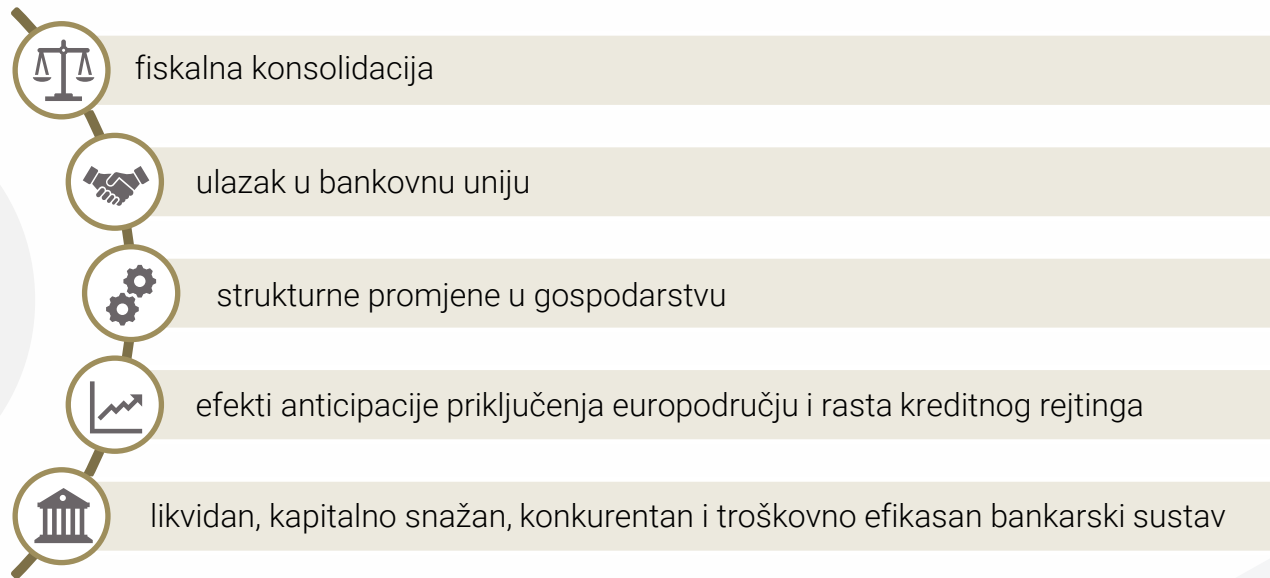 fiskalna konsolidacija
ulazak u bankovnu uniju
strukturne promjene u gospodarstvu
efekti anticipacije priključenja europodručju i rasta kreditnog rejtinga
likvidan, kapitalno snažan, konkurentan i troškovno efikasan bankarski sustav